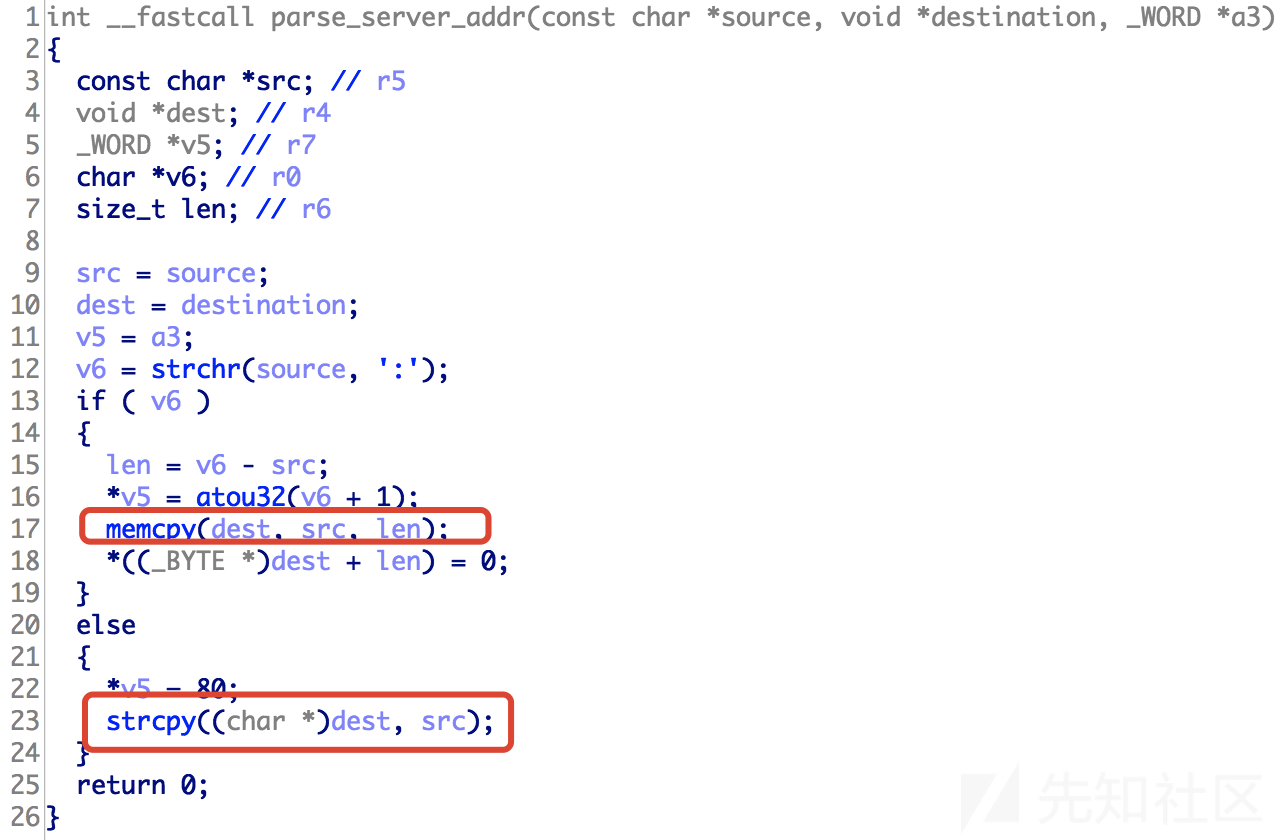 1 int __fastcall parse_server_addr(const char *source, void *destination, _WORD *a3)
2 {
3 const char *src; // r5
4 void *dest; // r4
5 _WORD *v5; // r7
6 char *v6; // r0
7 size_t len; // r6
8
9 src = source;
10 dest = destination;
11 v5 = a3;
12 v6 = strchr(source, ':');
13 if ( v6 )
14 {
15 len = v6 - src;
16 *v5 = atou32(v6 + 1);
17 memcpy(dest, src, len);
18 *((_BYTE *)dest + len) = 0;
19 }
20 else
21 {
22 *v5 = 80;
23 strcpy((char *)dest, src);
24 }
25 return 0;
26 }
先知社区